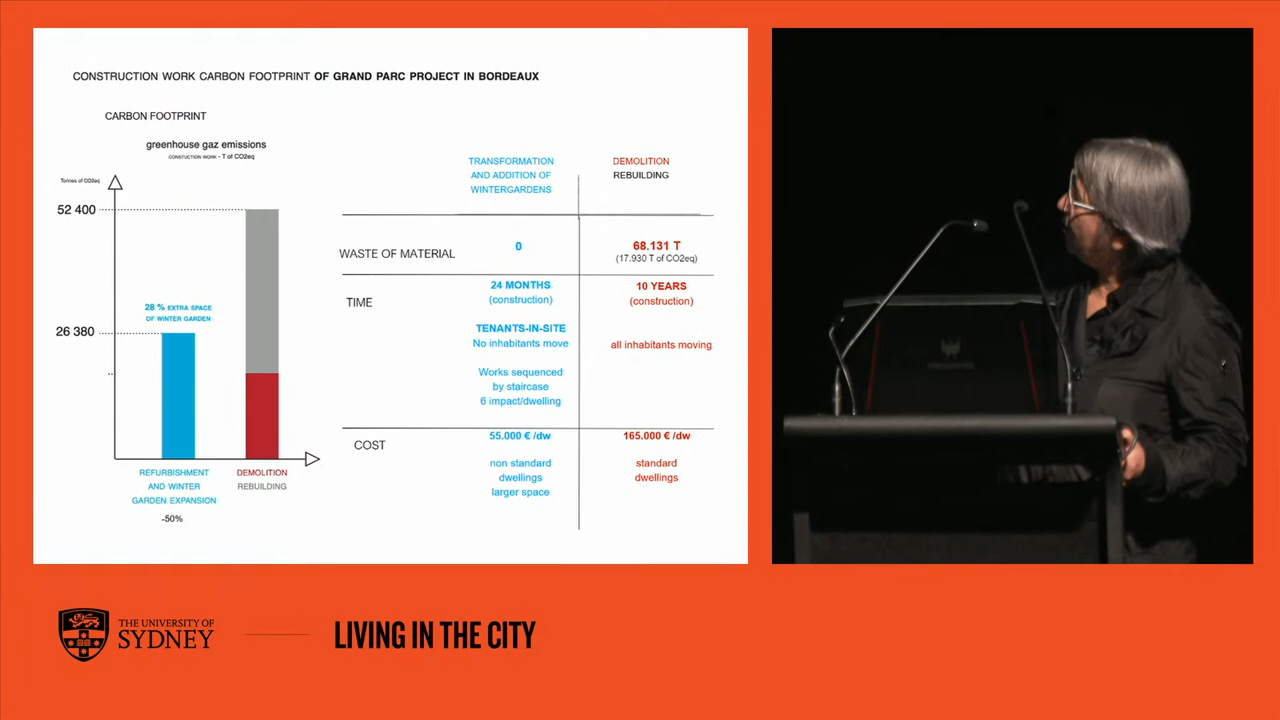 CONSTRUCTION WORK CARBON FOOTPRINT OF GRAND PARC PROJECT IN BORDEAUX
CARBON FOOTPRINT
greenhouse gaz emissions
CONSTUCTION WORK - T of CO2eq
Tonnes of CO2eq
52 400
28 % EXTRA SPACE
OF WINTER GARDEN
26 380
REFURBISHMENT
AND WINTER
GARDEN EXPANSION
-50%
DEMOLITION
REBUILDING
TRANSFORMATION
AND ADDITION OF
WINTERGARDENS
DEMOLITION
REBUILDING
WASTE OF MATERIAL
0
68.131 T
(17.930 T of CO2eq)
TIME
24 MONTHS
(construction)
10 YEARS
(construction)
TENANTS-IN-SITE
No inhabitants move
all inhabitants moving
Works sequenced
by staircase
6 impact/dwelling
COST
55.000 € /dw
165.000 € /dw
non standard
dwellings
larger space
standard
dwellings
THE UNIVERSITY OF
SYDNEY
LIVING IN THE CITY